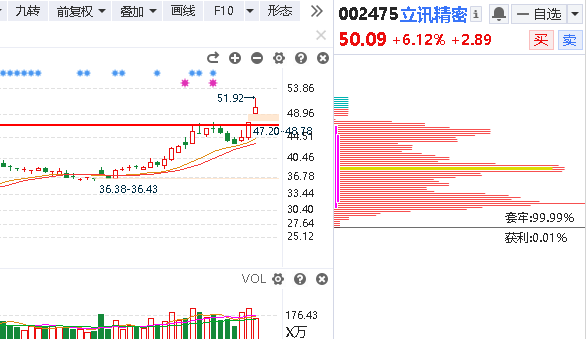 九转 前复权 叠加 画线 F10 形态
002475 立讯精密 自选
50.09 +6.12% +2.89 买 卖
53.86
51.92
48.96
47.20-48.78
44.51
40.46
36.78
36.38-36.43
33.44
30.40
27.64
25.12
套牢:99.99%
获利:0.01%
VOL
176.43
X万